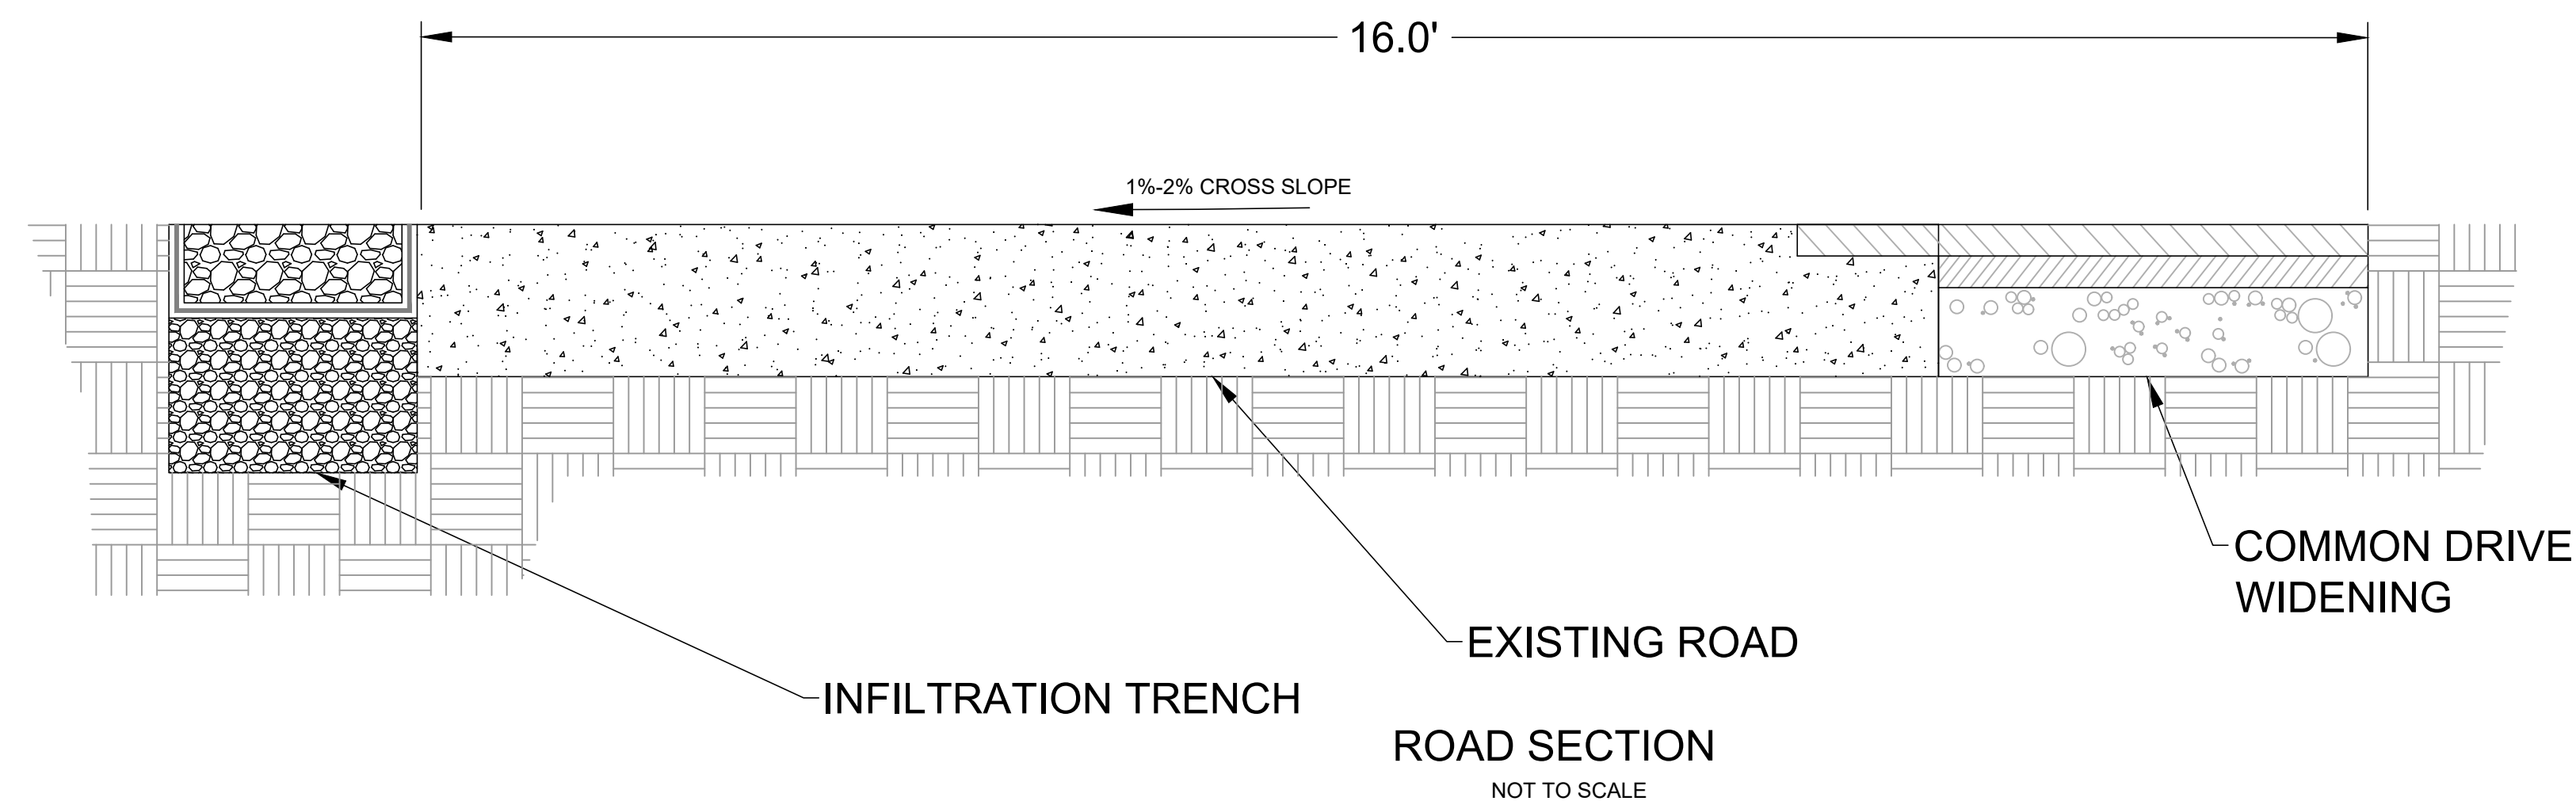 16.0'
1%-2% CROSS SLOPE
COMMON DRIVE
WIDENING
EXISTING ROAD
INFILTRATION TRENCH
ROAD SECTION
NOT TO SCALE